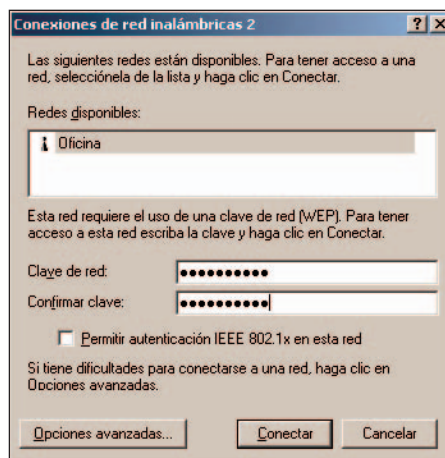 Conexiones de red inalámbricas 2
Las siguientes redes están disponibles. Para tener acceso a una
red, selecciónela de la lista y haga clic en Conectar.
Redes disponibles:
Oficina
Esta red requiere el uso de una clave de red (WEP). Para tener
acceso a esta red escriba la clave y haga clic en Conectar.
Clave de red: ●●●●●●●●●●
Confirmar clave: ●●●●●●●●●●
Permitir autenticación IEEE 802.1x en esta red
Si tiene dificultades para conectarse a una red, haga clic en
Opciones avanzadas.
Opciones avanzadas... Conectar Cancelar